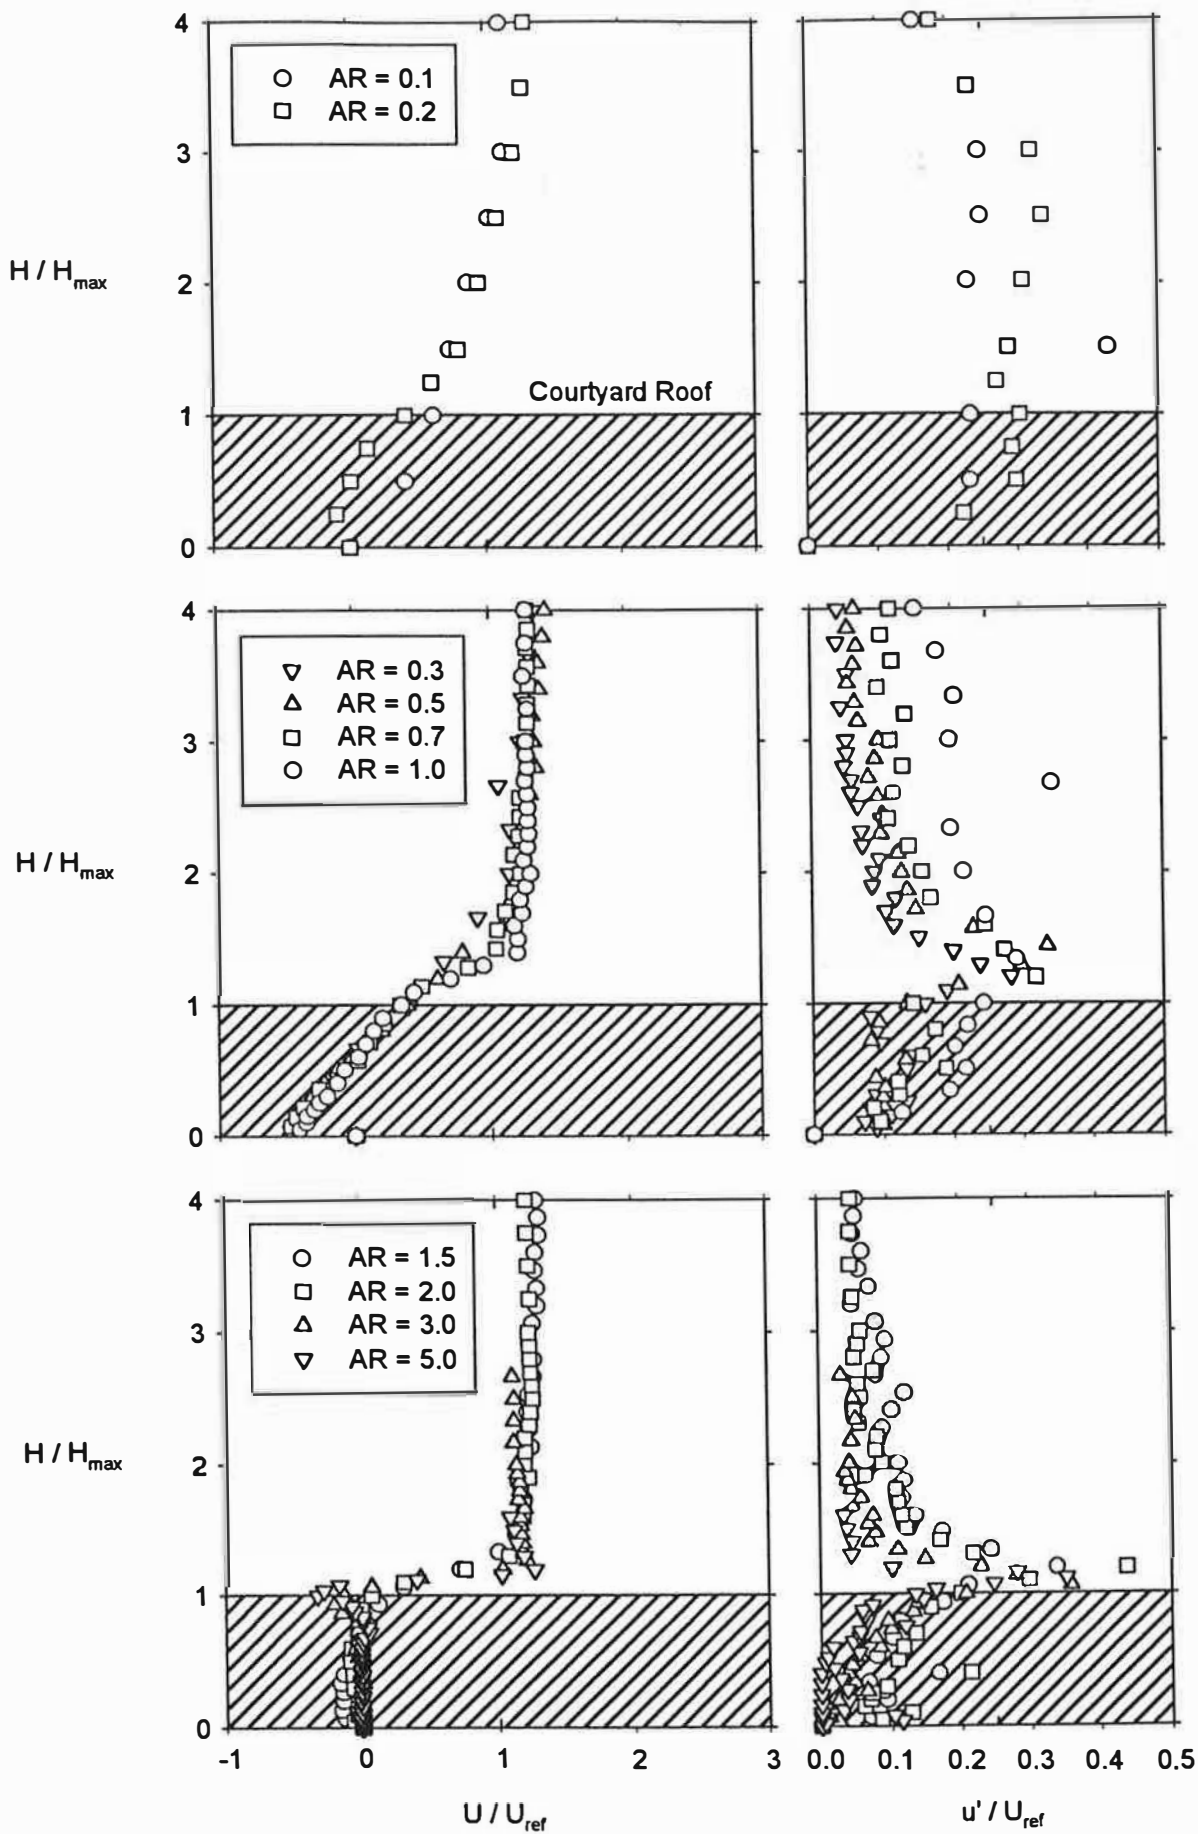 4
AR = 0.1
AR = 0.2
3
H / Hmax
2
Courtyard Roof
1
0
4
AR = 0.3
AR = 0.5
AR = 0.7
AR = 1.0
3
H / Hmax
2
1
0
4
AR = 1.5
AR = 2.0
AR = 3.0
AR = 5.0
3
H / Hmax
2
1
0
-1 0 1 2 3 0.0 0.1 0.2 0.3 0.4 0.5
U / Uref u' / Uref